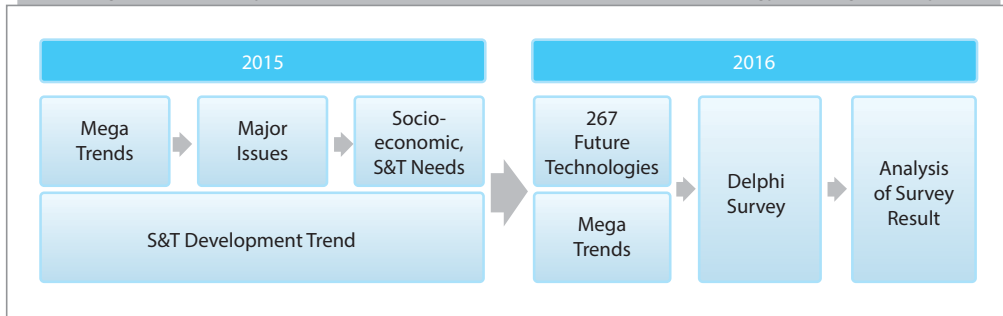 2015
2016
Mega
Trends
Major
Issues
Socio-
economic,
S&T Needs
S&T Development Trend
267
Future
Technologies
Mega
Trends
Delphi
Survey
Analysis
of Survey
Result